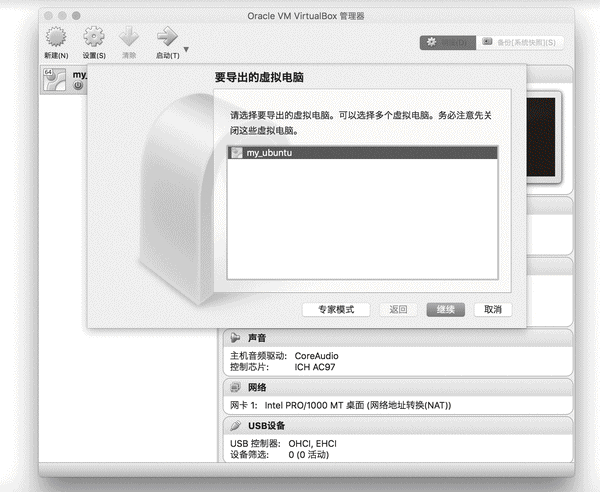 Oracle VM VirtualBox 管理器
新建(N)
设置(S)
清除
启动(T)
备份[系统快照](S)
64
my_
要导出的虚拟电脑
请选择要导出的虚拟电脑。可以选择多个虚拟电脑。务必注意先关
闭这些虚拟电脑。
my_ubuntu
专家模式
返回
继续
取消
声音
主机音频驱动: CoreAudio
控制芯片: ICH AC97
网络
网卡 1: Intel PRO/1000 MT 桌面 (网络地址转换(NAT))
USB设备
USB 控制器: OHCI, EHCI
设备筛选: 0 (0 活动)